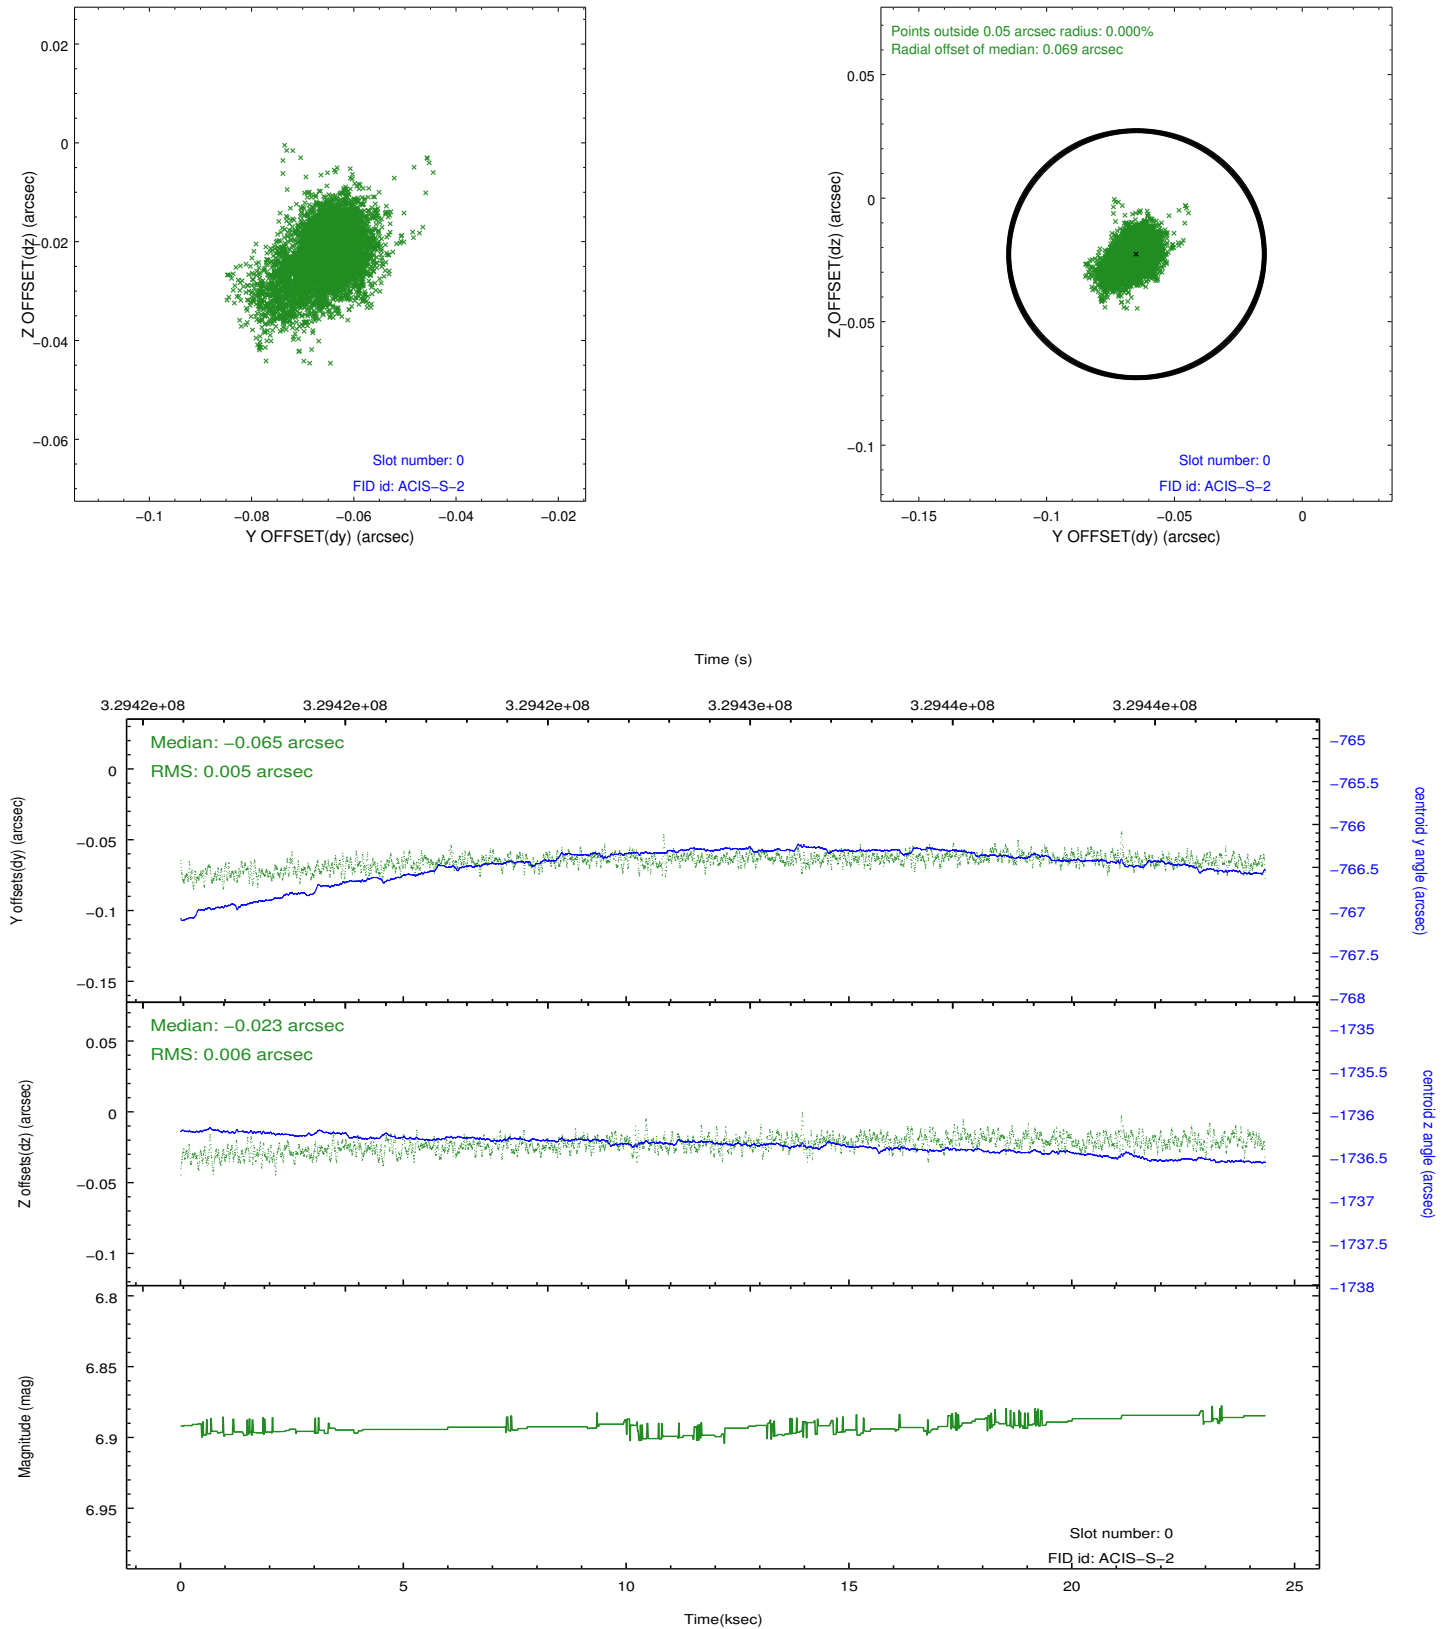 0.02
0
−0.02
−0.04
−0.06
Z OFFSET(dz) (arcsec)
Slot number: 0
FID id: ACIS−S−2
−0.1
−0.08
−0.06
−0.04
−0.02
Y OFFSET(dy) (arcsec)
Points outside 0.05 arcsec radius: 0.000%
Radial offset of median: 0.069 arcsec
0.05
0
−0.05
−0.1
Z OFFSET(dz) (arcsec)
Slot number: 0
FID id: ACIS−S−2
−0.15
−0.1
−0.05
0
Y OFFSET(dy) (arcsec)
Time (s)
3.2942e+08
3.2942e+08
3.2942e+08
3.2943e+08
3.2944e+08
3.2944e+08
Median: −0.065 arcsec
RMS: 0.005 arcsec
0
−0.05
−0.1
−0.15
Y offsets(dy) (arcsec)
−765
−765.5
−766
−766.5
−767
−767.5
−768
centroid y angle (arcsec)
Median: −0.023 arcsec
RMS: 0.006 arcsec
0.05
0
−0.05
−0.1
Z offsets(dz) (arcsec)
−1735
−1735.5
−1736
−1736.5
−1737
−1737.5
−1738
centroid z angle (arcsec)
6.8
6.85
6.9
6.95
Magnitude (mag)
Slot number: 0
FID id: ACIS−S−2
0
5
10
15
20
25
Time(ksec)